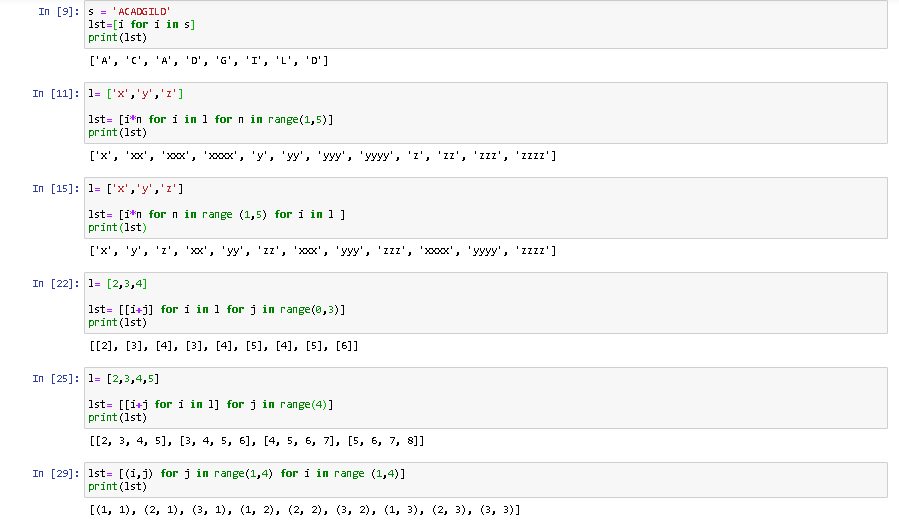 In [9]: s = 'ACADGILD'
lst=[i for i in s]
print(lst)
['A', 'C', 'A', 'D', 'G', 'I', 'L', 'D']
In [11]: l= ['x','y','z']
lst= [i*n for i in l for n in range(1,5)]
print(lst)
['x', 'xx', 'xxx', 'xxxx', 'y', 'yy', 'yyy', 'yyyy', 'z', 'zz', 'zzz', 'zzzz']
In [15]: l= ['x','y','z']
lst= [i*n for n in range (1,5) for i in l ]
print(lst)
['x', 'y', 'z', 'xx', 'yy', 'zz', 'xxx', 'yyy', 'zzz', 'xxxx', 'yyyy', 'zzzz']
In [22]: l= [2,3,4]
lst= [[i+j] for i in l for j in range(0,3)]
print(lst)
[[2], [3], [4], [3], [4], [5], [4], [5], [6]]
In [25]: l= [2,3,4,5]
lst= [[i+j for i in l] for j in range(4)]
print(lst)
[[2, 3, 4, 5], [3, 4, 5, 6], [4, 5, 6, 7], [5, 6, 7, 8]]
In [29]: lst= [(i,j) for j in range(1,4) for i in range (1,4)]
print(lst)
[(1, 1), (2, 1), (3, 1), (1, 2), (2, 2), (3, 2), (1, 3), (2, 3), (3, 3)]